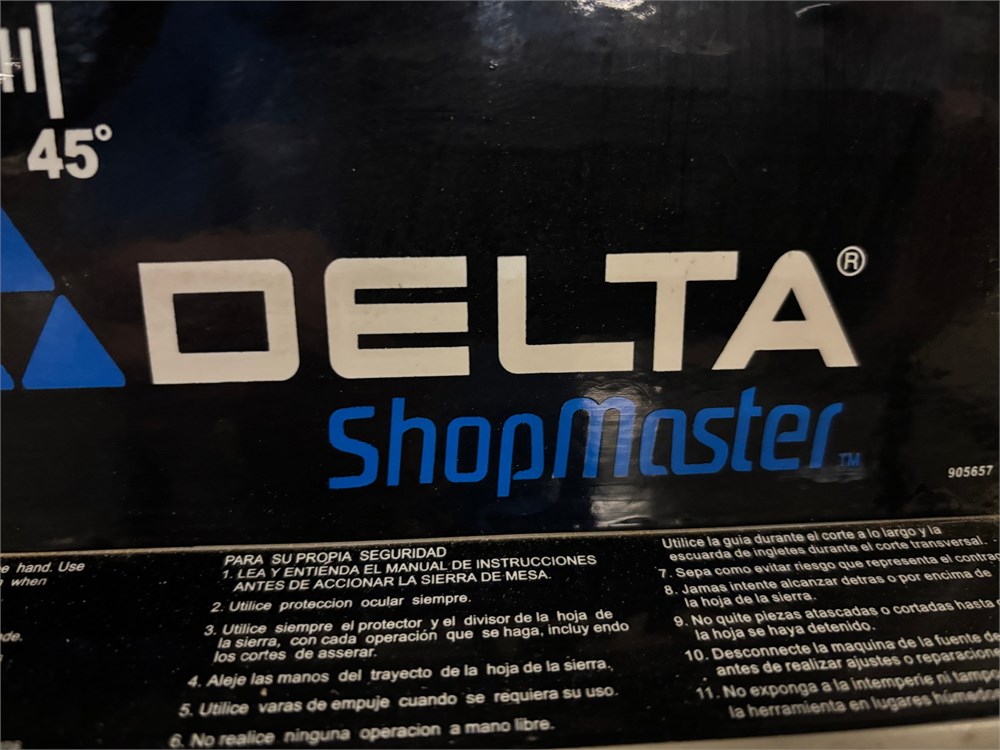 45°
DELTA®
ShopMaster™
905657
hand. Use
when
PARA SU PROPIA SEGURIDAD
1. LEA Y ENTIENDA EL MANUAL DE INSTRUCCIONES
ANTES DE ACCIONAR LA SIERRA DE MESA.
2. Utilice proteccion ocular siempre.
3. Utilice siempre el protector y el divisor de la hoja de
la sierra, con cada operación que se haga, incluy endo
los cortes de asserar.
4. Aleje las manos del trayecto de la hoja de la sierra.
5. Utilice varas de empuje cuando se requiera su uso.
6. No realice ninguna operacion a mano libre.
Utilice la guia durante el corte a lo largo y la
escuarda de ingletes durante el corte transversal.
7. Sepa como evitar riesgo que representa el contra
8. Jamas intente alcanzar detras o por encima de
la hoja de la sierra.
9. No quite piezas atascadas o cortadas hasta
la hoja se haya detenido.
10. Desconnecte la maquina de la fuente de
antes de realizar ajustes o reparacione
11. No exponga a la intemperie ni tampo
la herramienta en lugares húmedo